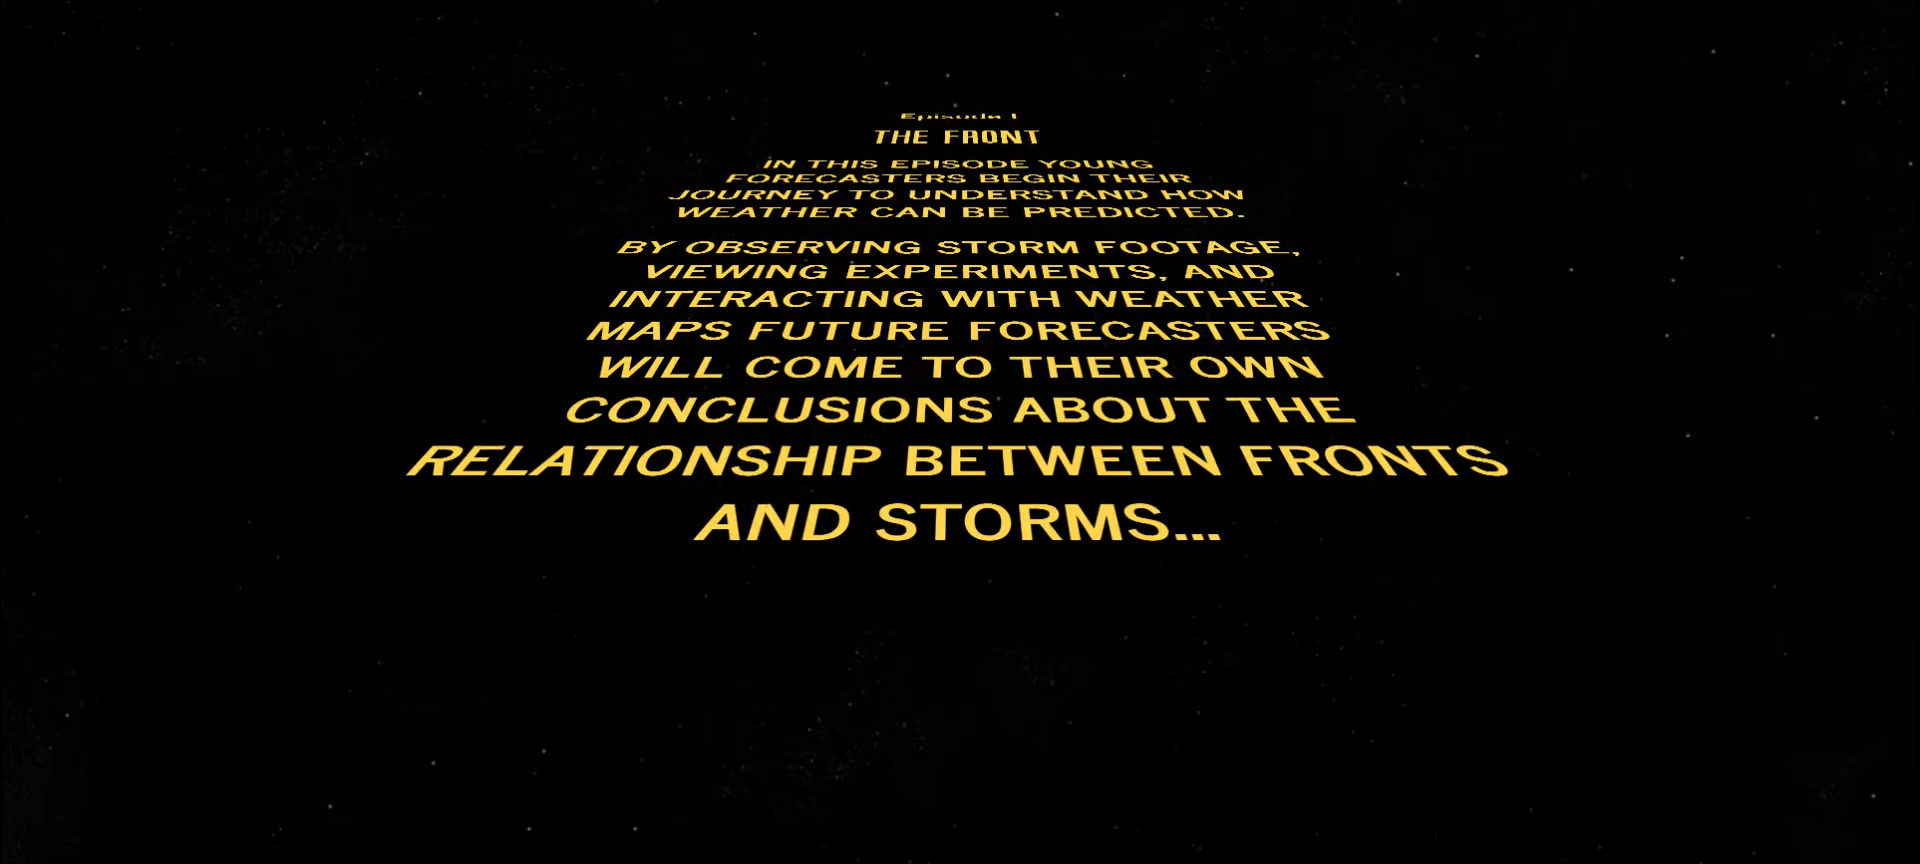 Episode I
THE FRONT
IN THIS EPISODE YOUNG
FORECASTERS BEGIN THEIR
JOURNEY TO UNDERSTAND HOW
WEATHER CAN BE PREDICTED.
BY OBSERVING STORM FOOTAGE,
VIEWING EXPERIMENTS, AND
INTERACTING WITH WEATHER
MAPS FUTURE FORECASTERS
WILL COME TO THEIR OWN
CONCLUSIONS ABOUT THE
RELATIONSHIP BETWEEN FRONTS
AND STORMS...